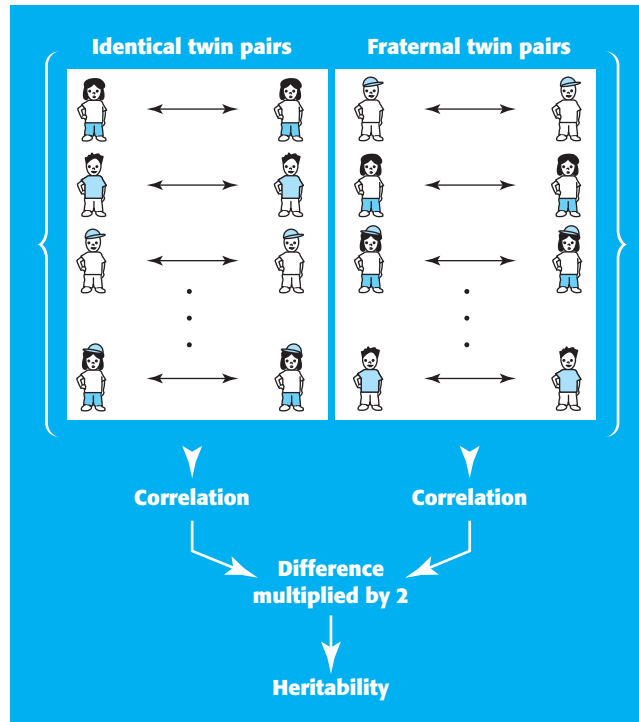 Identical twin pairs
Fraternal twin pairs
Correlation
Correlation
Difference
multiplied by 2
Heritability